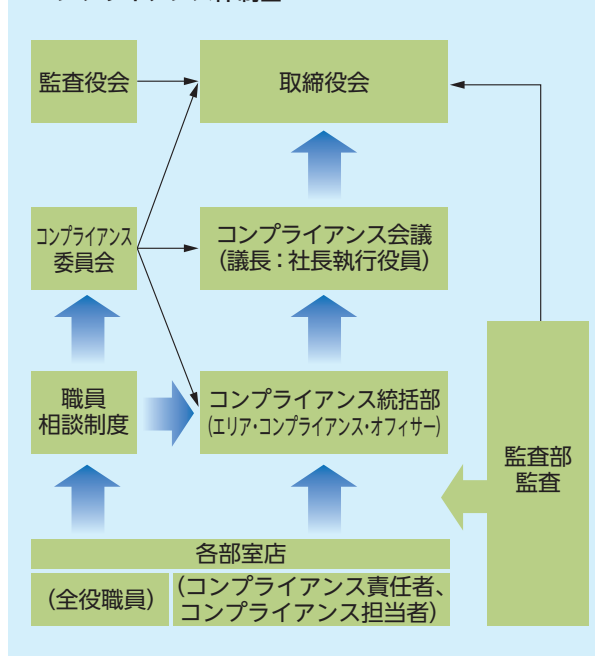 監査役会
取締役会
コンプライアンス
委員会
コンプライアンス会議
(議長：社長執行役員)
職員
相談制度
コンプライアンス統括部
(エリア・コンプライアンス・オフィサー)
監査部
監査
各部室店
(全役職員)
(コンプライアンス責任者、
コンプライアンス担当者)